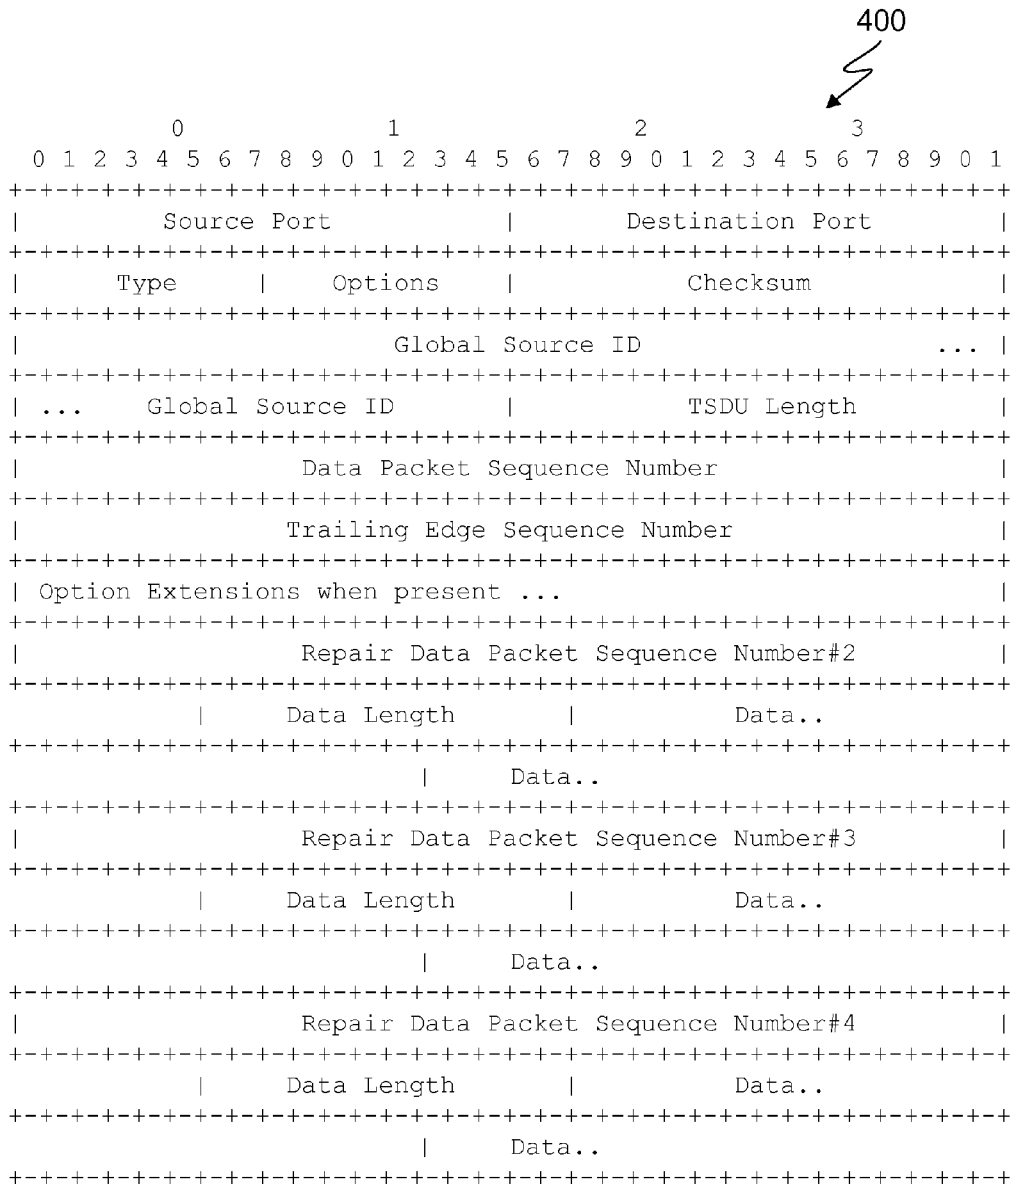 400
0 1 2 3
0 1 2 3 4 5 6 7 8 9 0 1 2 3 4 5 6 7 8 9 0 1 2 3 4 5 6 7 8 9 0 1
+-+-+-+-+-+-+-+-+-+-+-+-+-+-+-+-+-+-+-+-+-+-+-+-+-+-+-+-+-+-+-+-+
| Source Port | Destination Port |
+-+-+-+-+-+-+-+-+-+-+-+-+-+-+-+-+-+-+-+-+-+-+-+-+-+-+-+-+-+-+-+-+
| Type | Options | Checksum |
+-+-+-+-+-+-+-+-+-+-+-+-+-+-+-+-+-+-+-+-+-+-+-+-+-+-+-+-+-+-+-+-+
| Global Source ID ... |
+-+-+-+-+-+-+-+-+-+-+-+-+-+-+-+-+-+-+-+-+-+-+-+-+-+-+-+-+-+-+-+-+
| ... Global Source ID | TSDU Length |
+-+-+-+-+-+-+-+-+-+-+-+-+-+-+-+-+-+-+-+-+-+-+-+-+-+-+-+-+-+-+-+-+
| Data Packet Sequence Number |
+-+-+-+-+-+-+-+-+-+-+-+-+-+-+-+-+-+-+-+-+-+-+-+-+-+-+-+-+-+-+-+-+
| Trailing Edge Sequence Number |
+-+-+-+-+-+-+-+-+-+-+-+-+-+-+-+-+-+-+-+-+-+-+-+-+-+-+-+-+-+-+-+-+
| Option Extensions when present ... |
+-+-+-+-+-+-+-+-+-+-+-+-+-+-+-+-+-+-+-+-+-+-+-+-+-+-+-+-+-+-+-+-+
| Repair Data Packet Sequence Number#2 |
+-+-+-+-+-+-+-+-+-+-+-+-+-+-+-+-+-+-+-+-+-+-+-+-+-+-+-+-+-+-+-+-+
| Data Length | Data..
+-+-+-+-+-+-+-+-+-+-+-+-+-+-+-+-+-+-+-+-+-+-+-+-+-+-+-+-+-+-+-+-+
| Data..
+-+-+-+-+-+-+-+-+-+-+-+-+-+-+-+-+-+-+-+-+-+-+-+-+-+-+-+-+-+-+-+-+
| Repair Data Packet Sequence Number#3 |
+-+-+-+-+-+-+-+-+-+-+-+-+-+-+-+-+-+-+-+-+-+-+-+-+-+-+-+-+-+-+-+-+
| Data Length | Data..
+-+-+-+-+-+-+-+-+-+-+-+-+-+-+-+-+-+-+-+-+-+-+-+-+-+-+-+-+-+-+-+-+
| Data..
+-+-+-+-+-+-+-+-+-+-+-+-+-+-+-+-+-+-+-+-+-+-+-+-+-+-+-+-+-+-+-+-+
| Repair Data Packet Sequence Number#4 |
+-+-+-+-+-+-+-+-+-+-+-+-+-+-+-+-+-+-+-+-+-+-+-+-+-+-+-+-+-+-+-+-+
| Data Length | Data..
+-+-+-+-+-+-+-+-+-+-+-+-+-+-+-+-+-+-+-+-+-+-+-+-+-+-+-+-+-+-+-+-+
| Data..
+-+-+-+-+-+-+-+-+-+-+-+-+-+-+-+-+-+-+-+-+-+-+-+-+-+-+-+-+-+-+-+-+